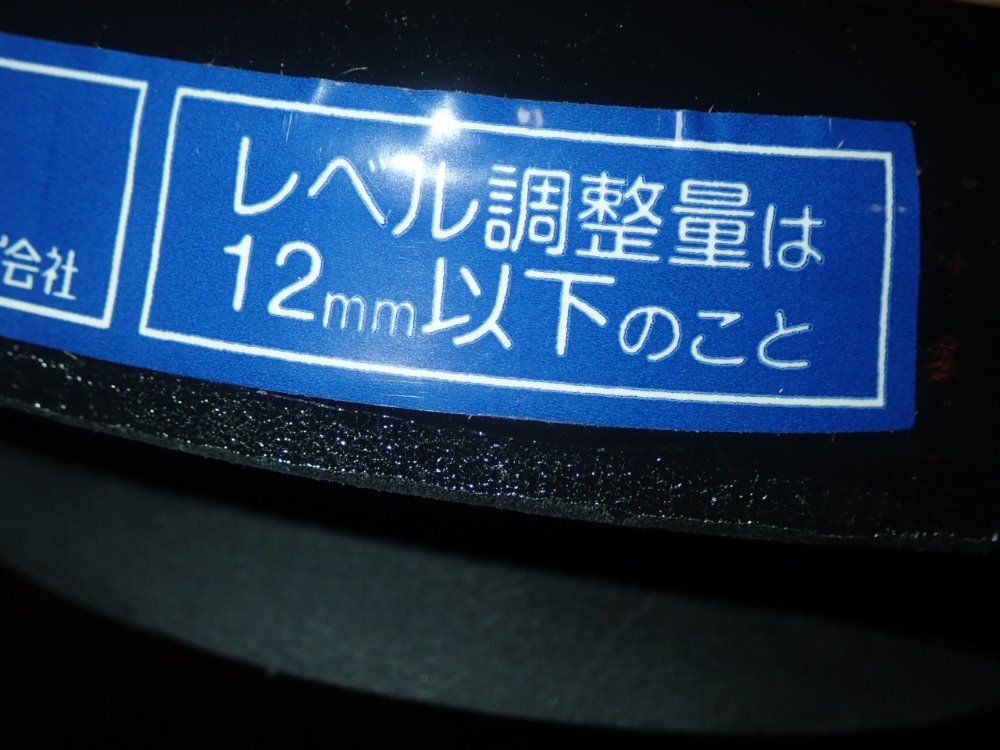 会社
レベル調整量は
12mm以下のこと